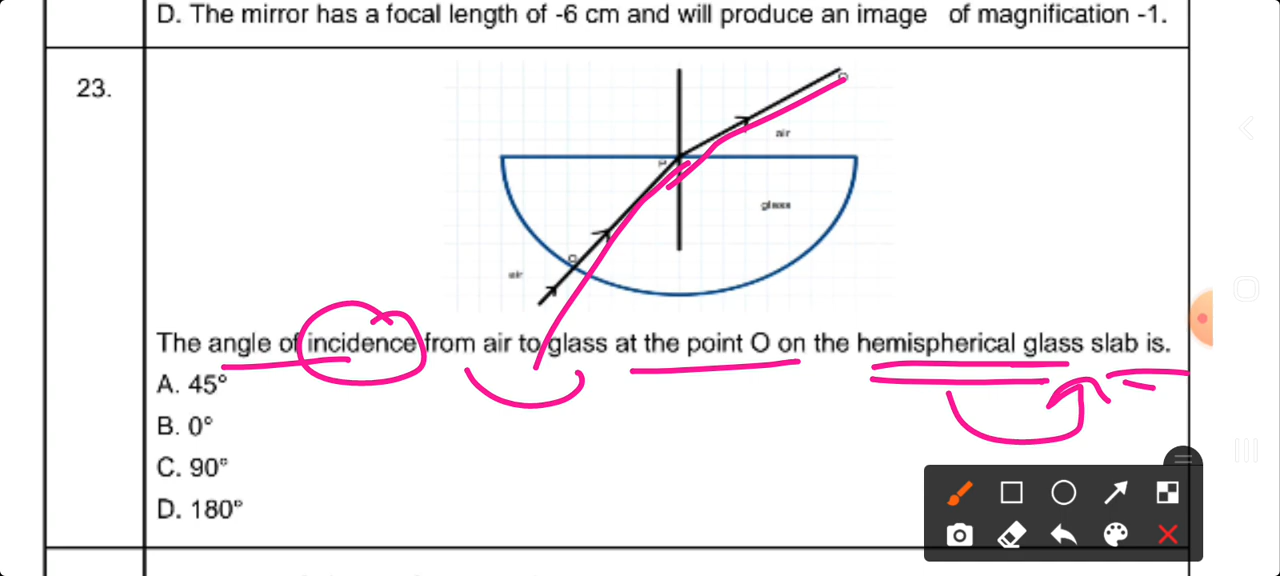 D. The mirror has a focal length of -6 cm and will produce an image of magnification -1.
23.
air
glass
O
air
The angle of incidence from air to glass at the point O on the hemispherical glass slab is.
A. 45°
B. 0°
C. 90°
D. 180°